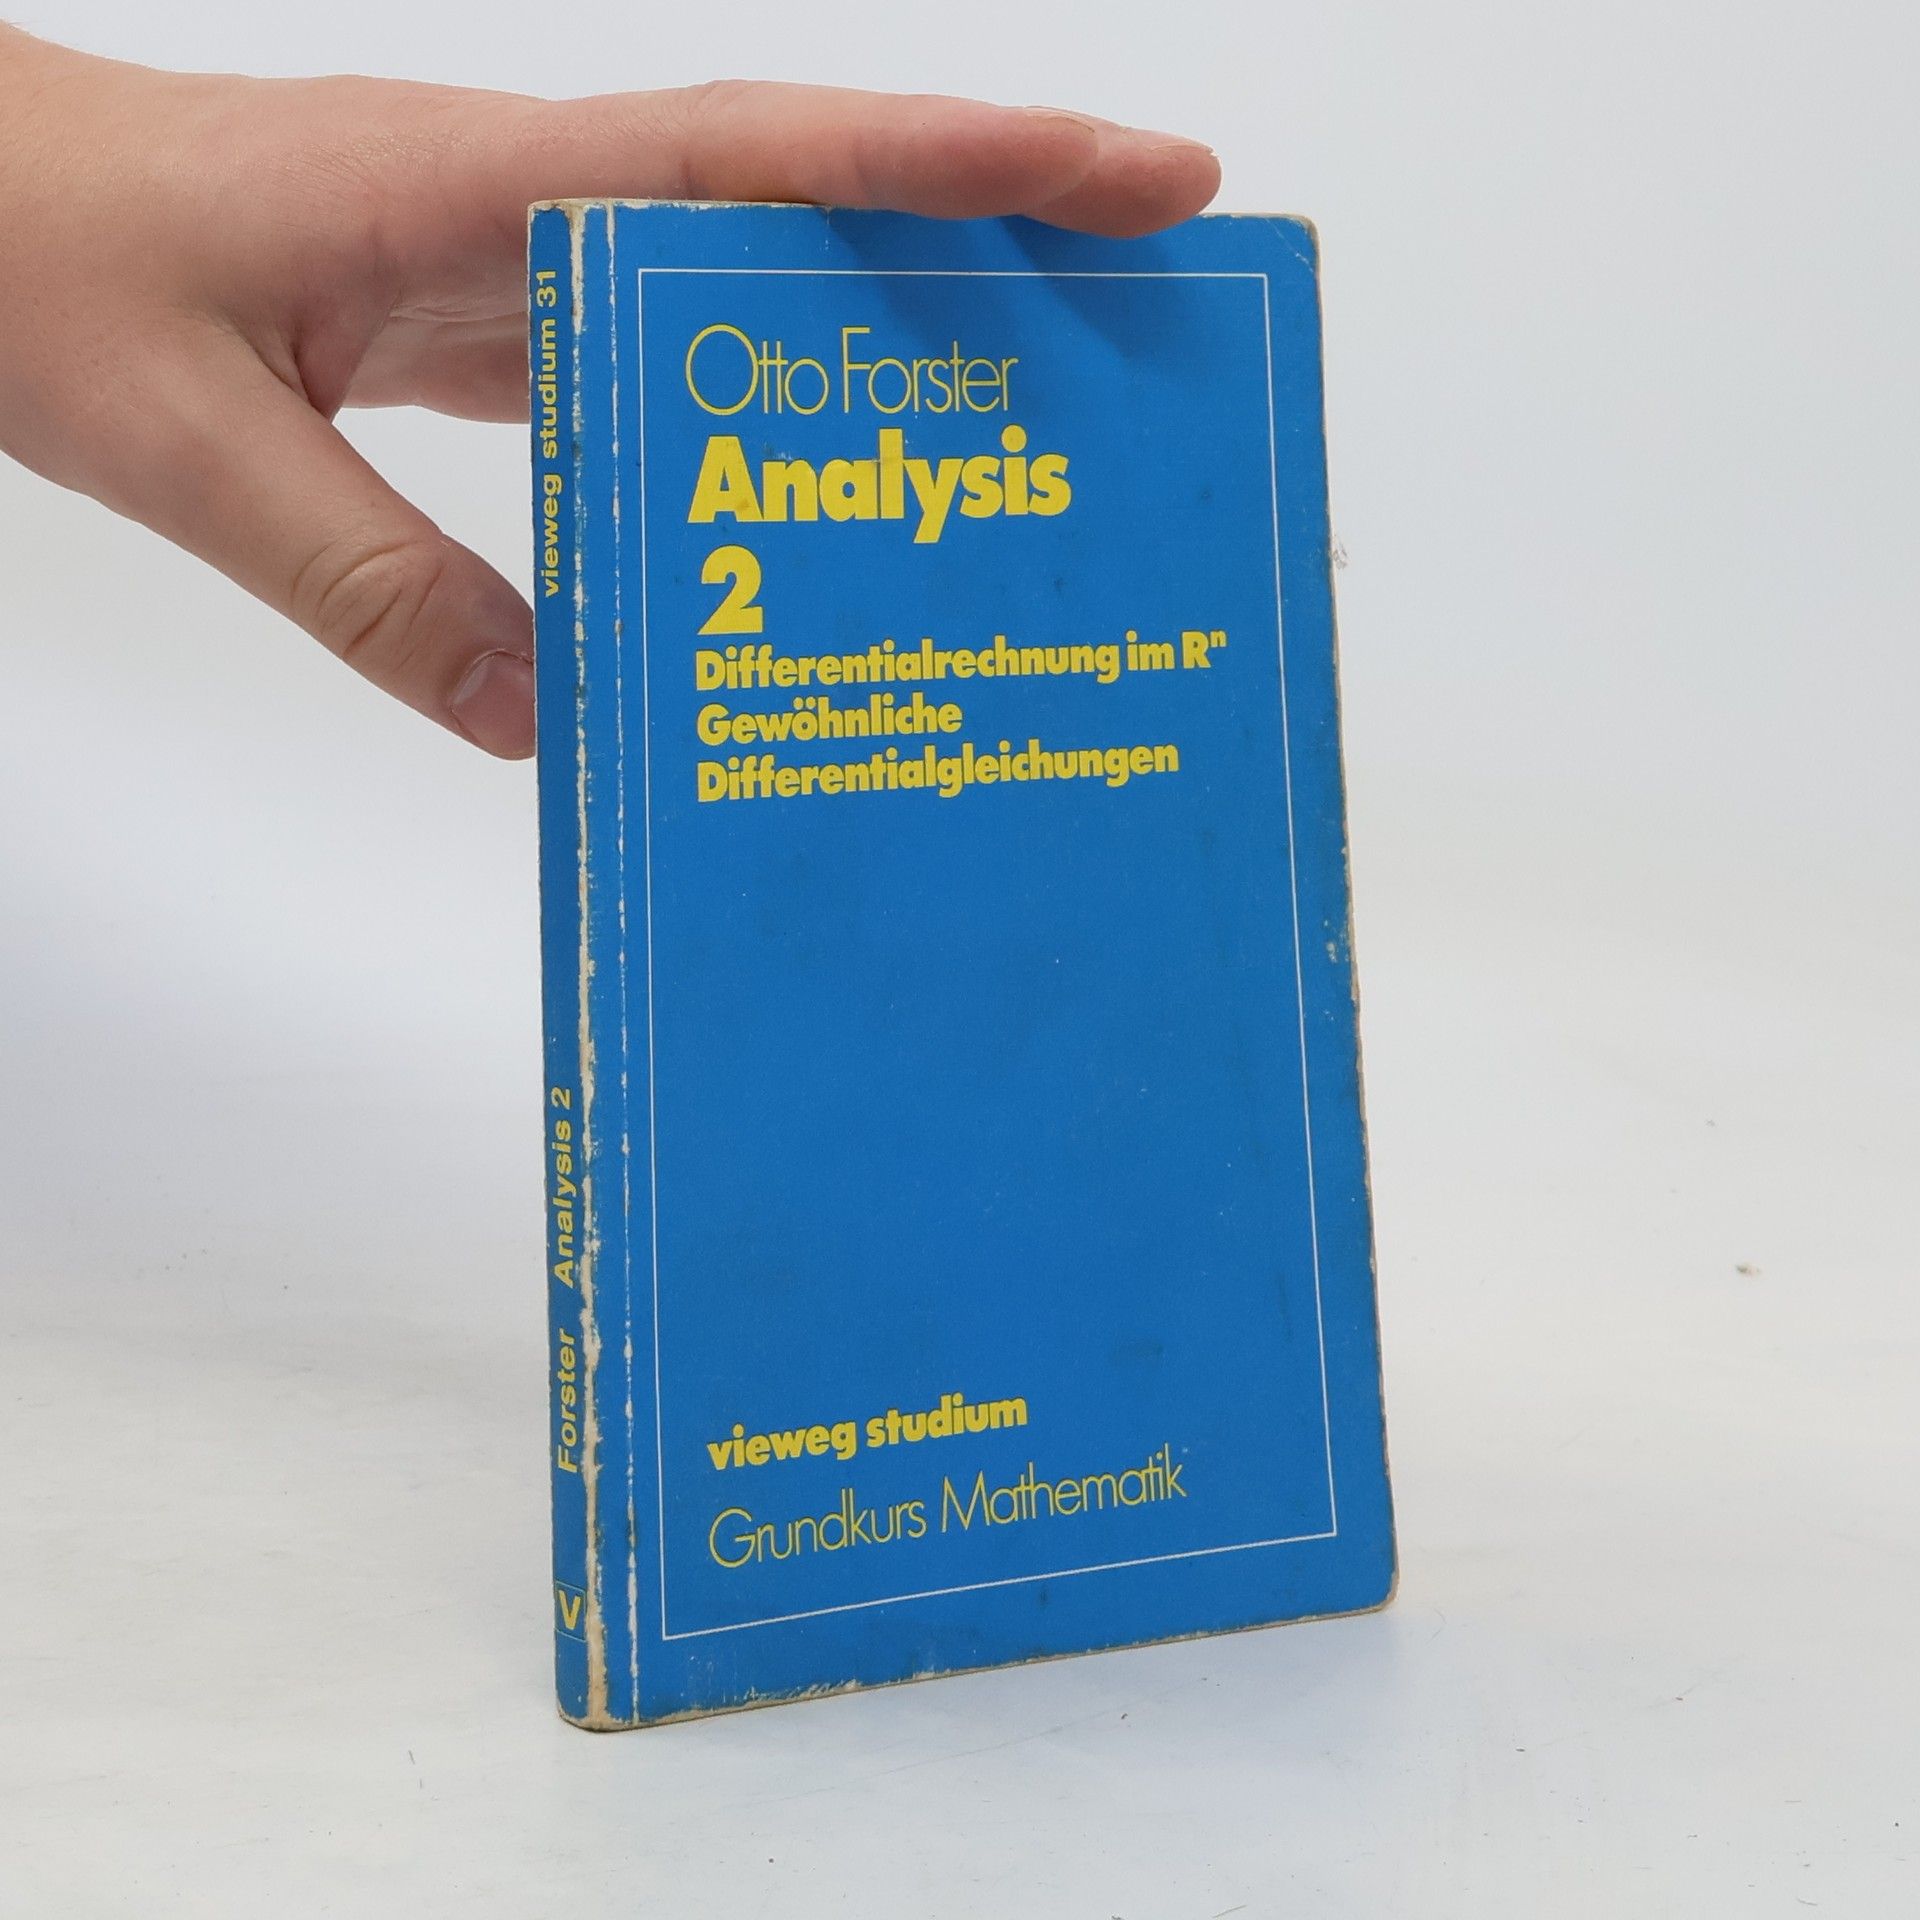 Otto Forster
Analysis
2
Differentialrechnung im Rⁿ
Gewöhnliche
Differentialgleichungen
vieweg studium
Grundkurs Mathematik
V Forster Analysis 2 vieweg studium 31